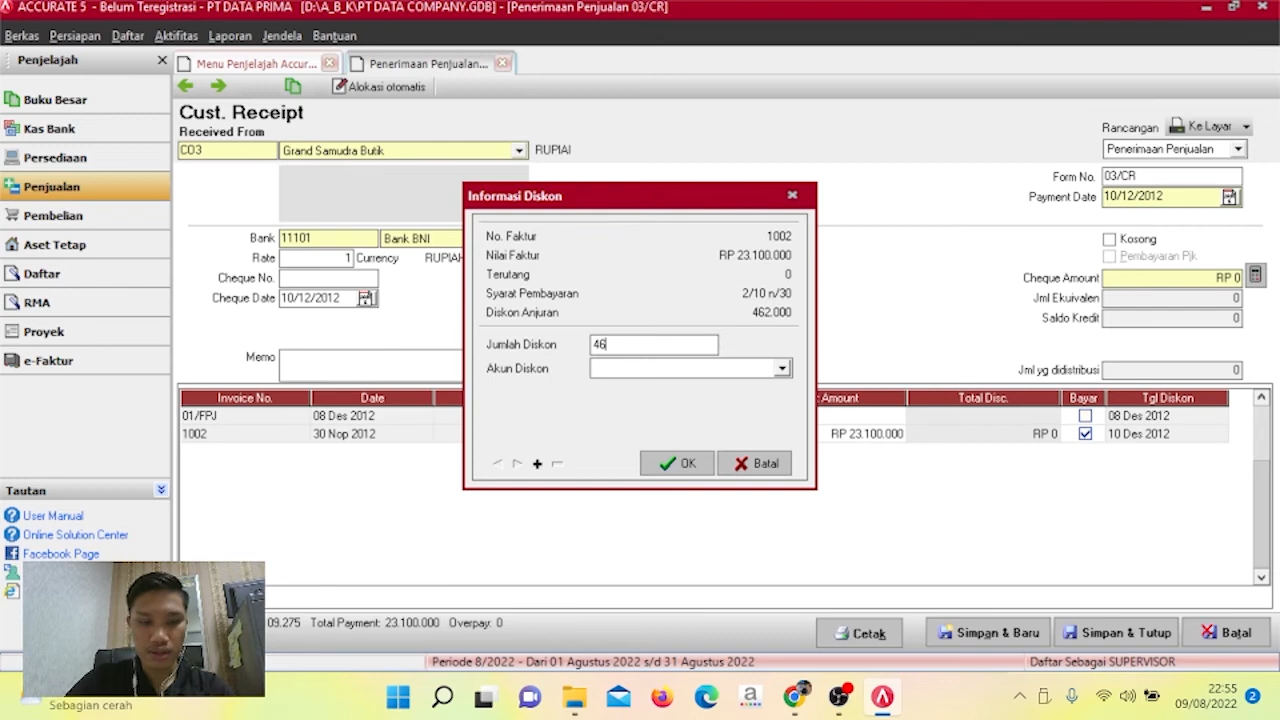 ACCURATE 5 - Belum Teregistrasi - PT DATA PRIMA [D:\A_B_K\PT DATA COMPANY.GDB] - [Penerimaan Penjualan 03/CR]
Berkas Persiapan Daftar Aktifitas Laporan Jendela Bantuan
Penjelajah
Menu Penjelajah Accur... Penerimaan Penjualan...
Alokasi otomatis
Buku Besar
Kas Bank
Persediaan
Penjualan
Pembelian
Aset Tetap
Daftar
RMA
Proyek
e-Faktur
Cust. Receipt
Received From
CO3 Grand Samudra Butik RUPIAI
Rancangan Ke Layar
Penerimaan Penjualan
Form No. 03/CR
Payment Date 10/12/2012
Bank 11101 Bank BNI
Rate 1 Currency RUPIAH
Cheque No.
Cheque Date 10/12/2012
Memo
Kosong
Pembayaran Pjk
Cheque Amount RP 0
Jml Ekuivalen 0
Saldo Kredit 0
Jml yg didistribusi 0
Informasi Diskon
No. Faktur 1002
Nilai Faktur RP 23.100.000
Terutang 0
Syarat Pembayaran 2/10 n/30
Diskon Anjuran 462.000
Jumlah Diskon 46
Akun Diskon
OK Batal
Invoice No. Date Amount Total Disc. Bayar Tgl Diskon
01/FPJ 08 Des 2012 08 Des 2012
1002 30 Nop 2012 RP 23.100.000 RP 0 10 Des 2012
Tautan
User Manual
Online Solution Center
Facebook Page
09.275 Total Payment: 23.100.000 Overpay: 0
Cetak Simpan & Baru Simpan & Tutup Batal
Periode 8/2022 - Dari 01 Agustus 2022 s/d 31 Agustus 2022 Daftar Sebagai SUPERVISOR
Sebagian cerah
22:55
09/08/2022
2